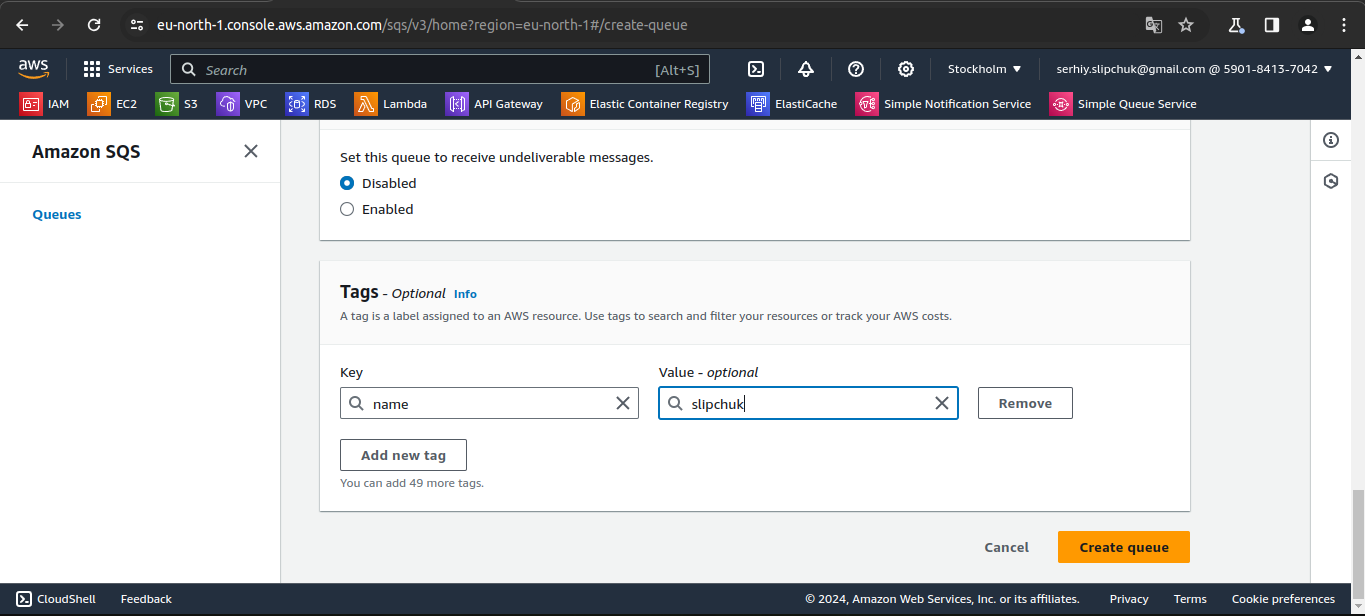 eu-north-1.console.aws.amazon.com/sqs/v3/home?region=eu-north-1#/create-queue
aws Services Search [Alt+S] Stockholm serhiy.slipchuk@gmail.com @ 5901-8413-7042
IAM EC2 S3 VPC RDS Lambda API Gateway Elastic Container Registry ElastiCache Simple Notification Service Simple Queue Service
Amazon SQS
Queues
Set this queue to receive undeliverable messages.
Disabled
Enabled
Tags - Optional Info
A tag is a label assigned to an AWS resource. Use tags to search and filter your resources or track your AWS costs.
Key Value - optional
name slipchuk Remove
Add new tag
You can add 49 more tags.
Cancel Create queue
CloudShell Feedback © 2024, Amazon Web Services, Inc. or its affiliates. Privacy Terms Cookie preferences